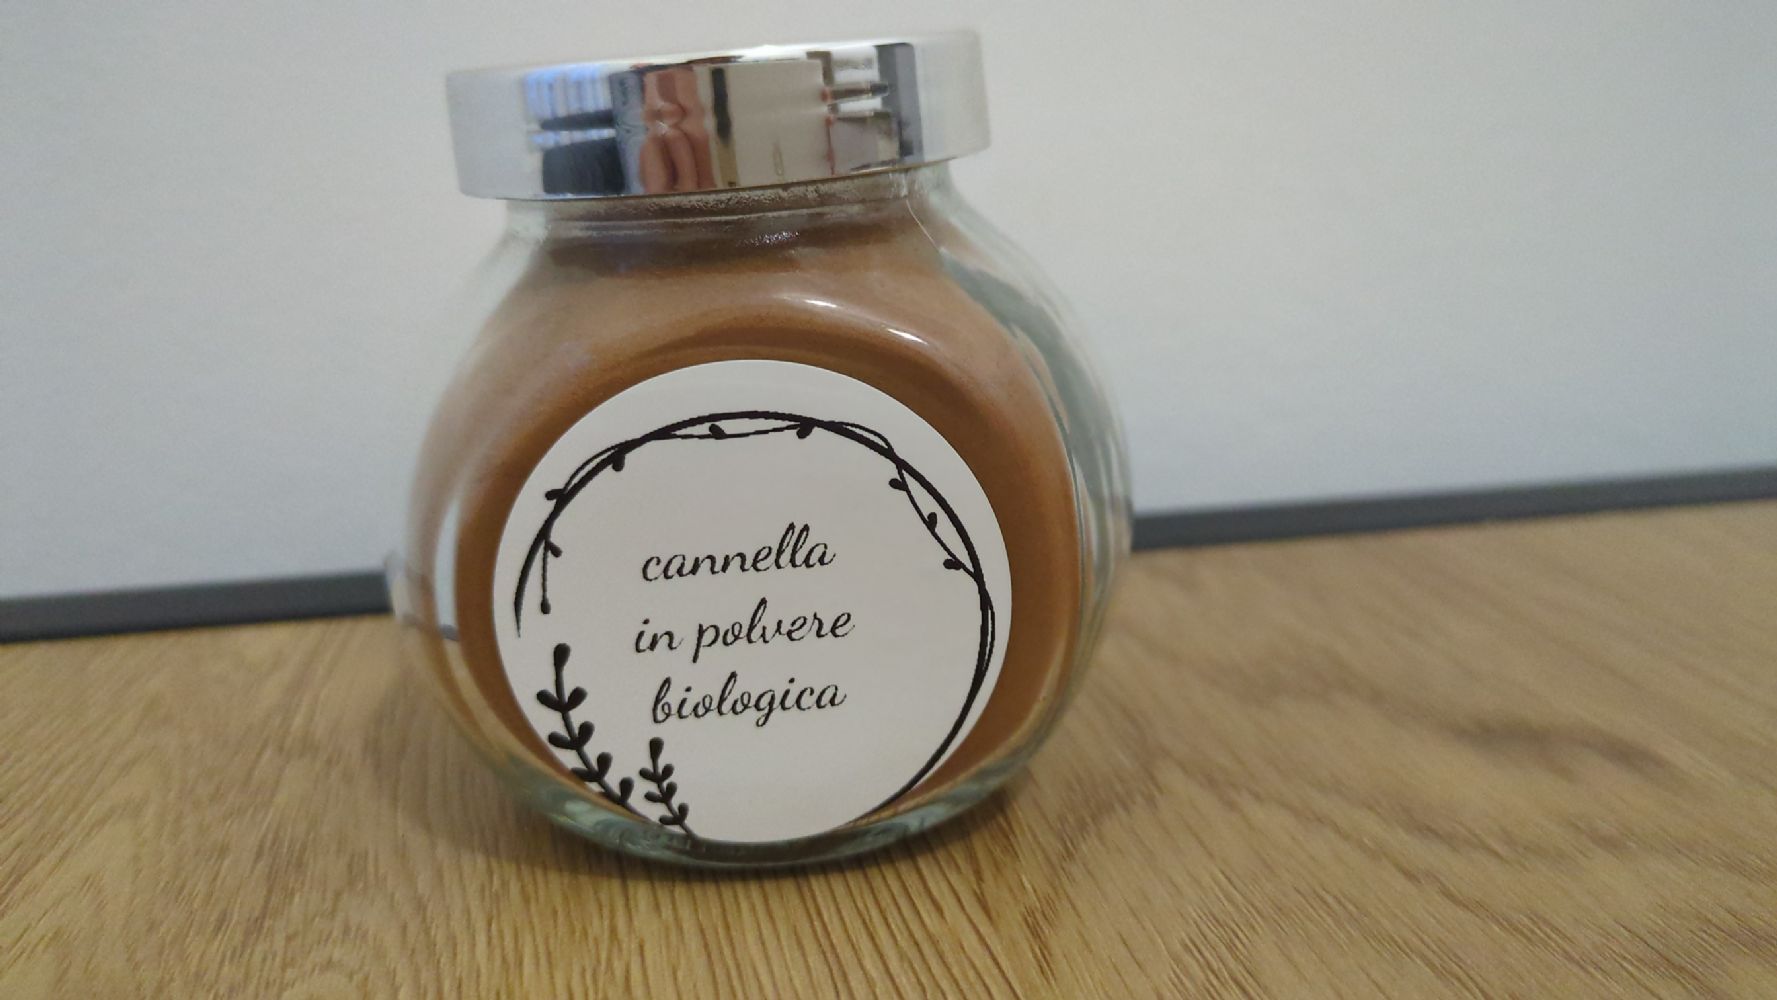 cannella
in polvere
biologica